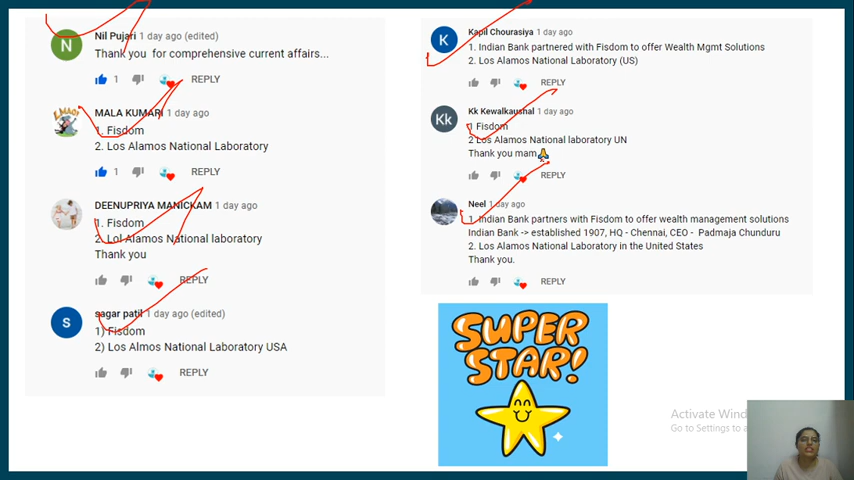 N
Nil Pujari 1 day ago (edited)
Thank you for comprehensive current affairs...
1 REPLY
LMAO!
MALA KUMARI 1 day ago
1. Fisdom
2. Los Alamos National Laboratory
1 REPLY
DEENUPRIYA MANICKAM 1 day ago
1. Fisdom
2. Lol Alamos National laboratory
Thank you
REPLY
S
sagar patil 1 day ago (edited)
1) Fisdom
2) Los Almos National Laboratory USA
REPLY
K
Kapil Chourasiya 1 day ago
1. Indian Bank partnered with Fisdom to offer Wealth Mgmt Solutions
2. Los Alamos National Laboratory (US)
REPLY
Kk
Kk Kewalkaushal 1 day ago
1 Fisdom
2 Los Alamos National laboratory UN
Thank you mam🙏
REPLY
Neel 1 day ago
1. Indian Bank partners with Fisdom to offer wealth management solutions
Indian Bank -> established 1907, HQ - Chennai, CEO - Padmaja Chunduru
2. Los Alamos National Laboratory in the United States
Thank you.
REPLY
SUPER
STAR!
Activate
Go to Settings to